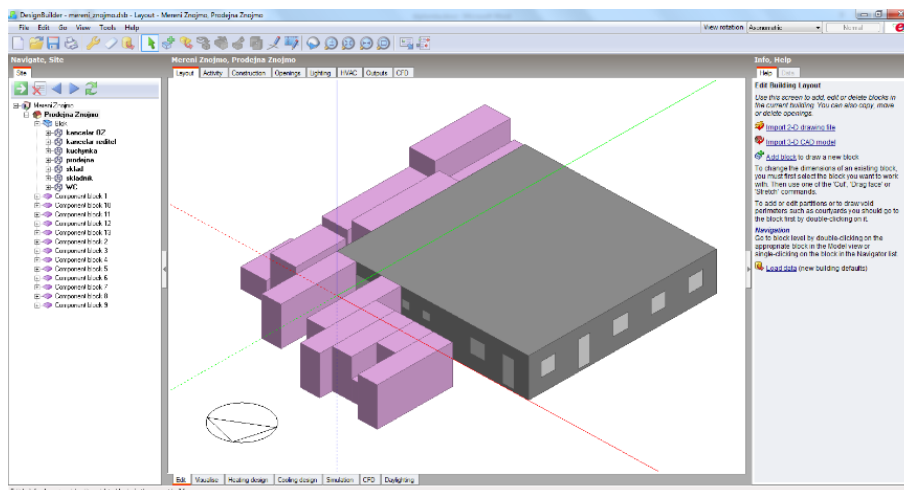 DesignBuilder - mereni_znojmo.dsb - Layout - Mereni Znojmo, Prodejna Znojmo
File Edit Go View Tools Help
View rotation Axonometric Normal
Navigate, Site
Site
Mereni Znojmo
Prodejna Znojmo
Blok
kancelar OZ
kancelar reditel
kuchynka
prodejna
sklad
skladnik
WC
Component block 1
Component block 10
Component block 11
Component block 12
Component block 13
Component block 2
Component block 3
Component block 4
Component block 5
Component block 6
Component block 7
Component block 8
Component block 9
Mereni Znojmo, Prodejna Znojmo
Layout Activity Construction Openings Lighting HVAC Outputs CFD
Edit Visualise Heating design Cooling design Simulation CFD Daylighting
Info, Help
Help Data
Edit Building Layout
Use this screen to add, edit or delete blocks in
the current building. You can also copy, move
or delete openings.
Import 2-D drawing file
Import 3-D CAD model
Add block to draw a new block
To change the dimensions of an existing block,
you must first select the block you want to work
with. Then use one of the 'Cut', 'Drag face' or
'Stretch' commands.
To add or edit partitions or to draw void
perimeters such as courtyards you should go to
the block first by double-clicking on it.
Navigation
Go to block level by double-clicking on the
appropriate block in the Model view or
single-clicking on the block in the Navigator list.
Load data (new building defaults)